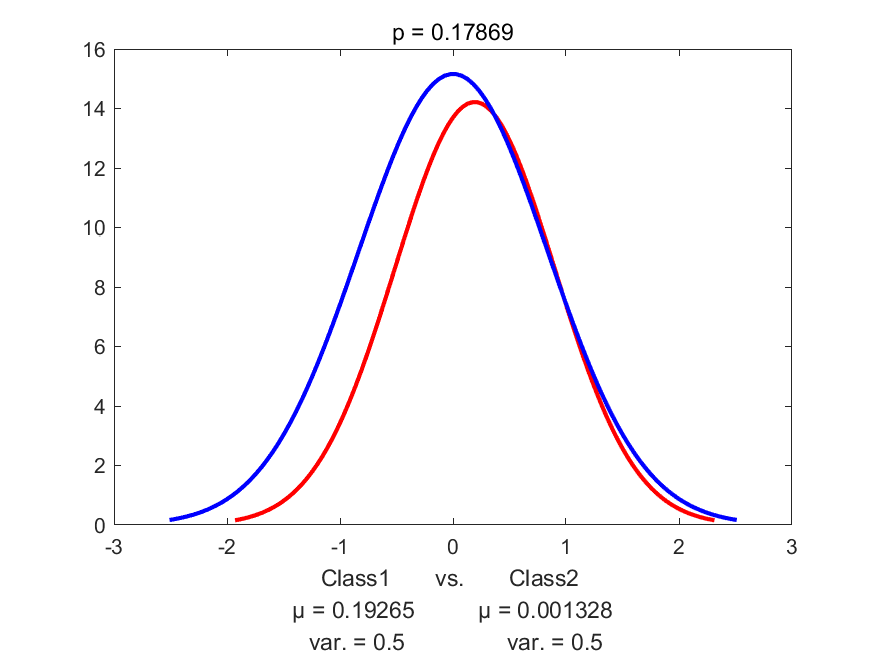 p = 0.17869
16
14
12
10
8
6
4
2
0
-3 -2 -1 0 1 2 3
Class1 vs. Class2
μ = 0.19265 μ = 0.001328
var. = 0.5 var. = 0.5